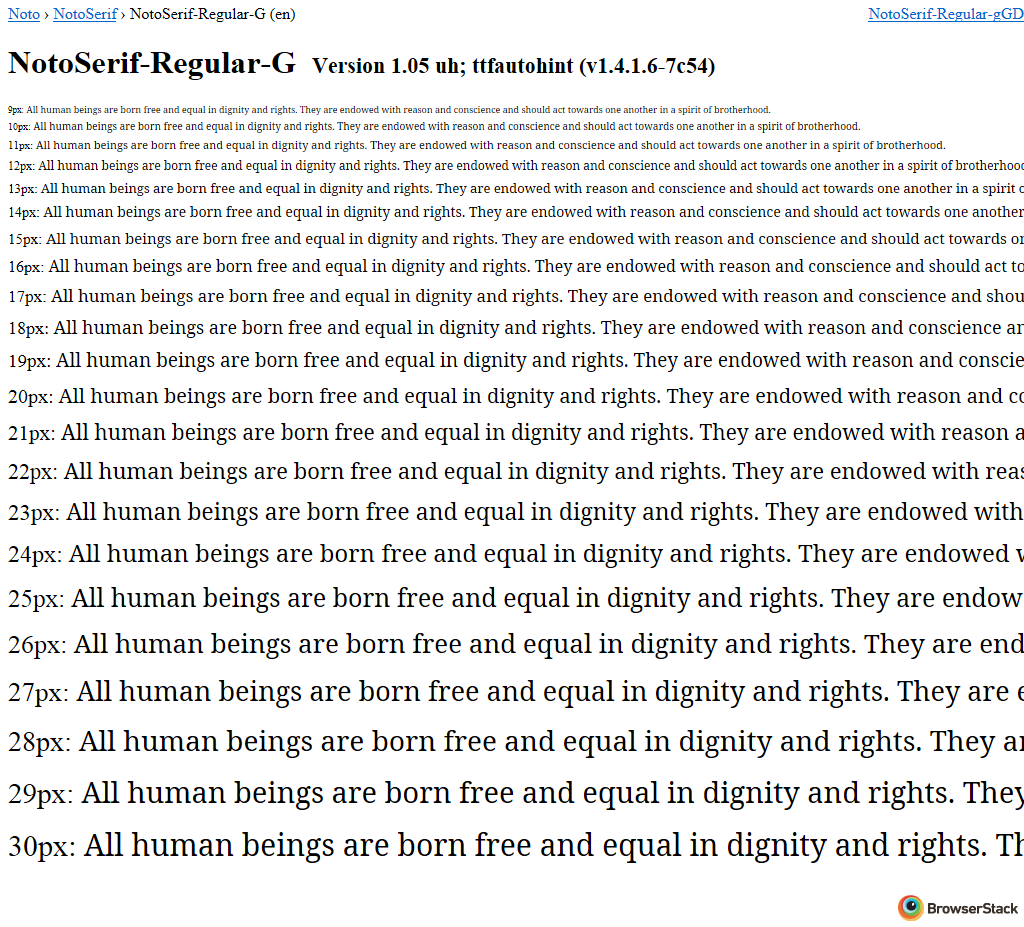 Noto › NotoSerif › NotoSerif-Regular-G (en) NotoSerif-Regular-gGD
NotoSerif-Regular-G Version 1.05 uh; ttfautohint (v1.4.1.6-7c54)
9px: All human beings are born free and equal in dignity and rights. They are endowed with reason and conscience and should act towards one another in a spirit of brotherhood.
10px: All human beings are born free and equal in dignity and rights. They are endowed with reason and conscience and should act towards one another in a spirit of brotherhood.
11px: All human beings are born free and equal in dignity and rights. They are endowed with reason and conscience and should act towards one another in a spirit of brotherhood.
12px: All human beings are born free and equal in dignity and rights. They are endowed with reason and conscience and should act towards one another in a spirit of brotherhood
13px: All human beings are born free and equal in dignity and rights. They are endowed with reason and conscience and should act towards one another in a spirit
14px: All human beings are born free and equal in dignity and rights. They are endowed with reason and conscience and should act towards one another
15px: All human beings are born free and equal in dignity and rights. They are endowed with reason and conscience and should act towards
16px: All human beings are born free and equal in dignity and rights. They are endowed with reason and conscience and should act to
17px: All human beings are born free and equal in dignity and rights. They are endowed with reason and conscience and shou
18px: All human beings are born free and equal in dignity and rights. They are endowed with reason and conscience
19px: All human beings are born free and equal in dignity and rights. They are endowed with reason and conscie
20px: All human beings are born free and equal in dignity and rights. They are endowed with reason and
21px: All human beings are born free and equal in dignity and rights. They are endowed with reason a
22px: All human beings are born free and equal in dignity and rights. They are endowed with reas
23px: All human beings are born free and equal in dignity and rights. They are endowed with
24px: All human beings are born free and equal in dignity and rights. They are endowed
25px: All human beings are born free and equal in dignity and rights. They are endow
26px: All human beings are born free and equal in dignity and rights. They are end
27px: All human beings are born free and equal in dignity and rights. They are
28px: All human beings are born free and equal in dignity and rights. They
29px: All human beings are born free and equal in dignity and rights. They
30px: All human beings are born free and equal in dignity and rights. Th
BrowserStack